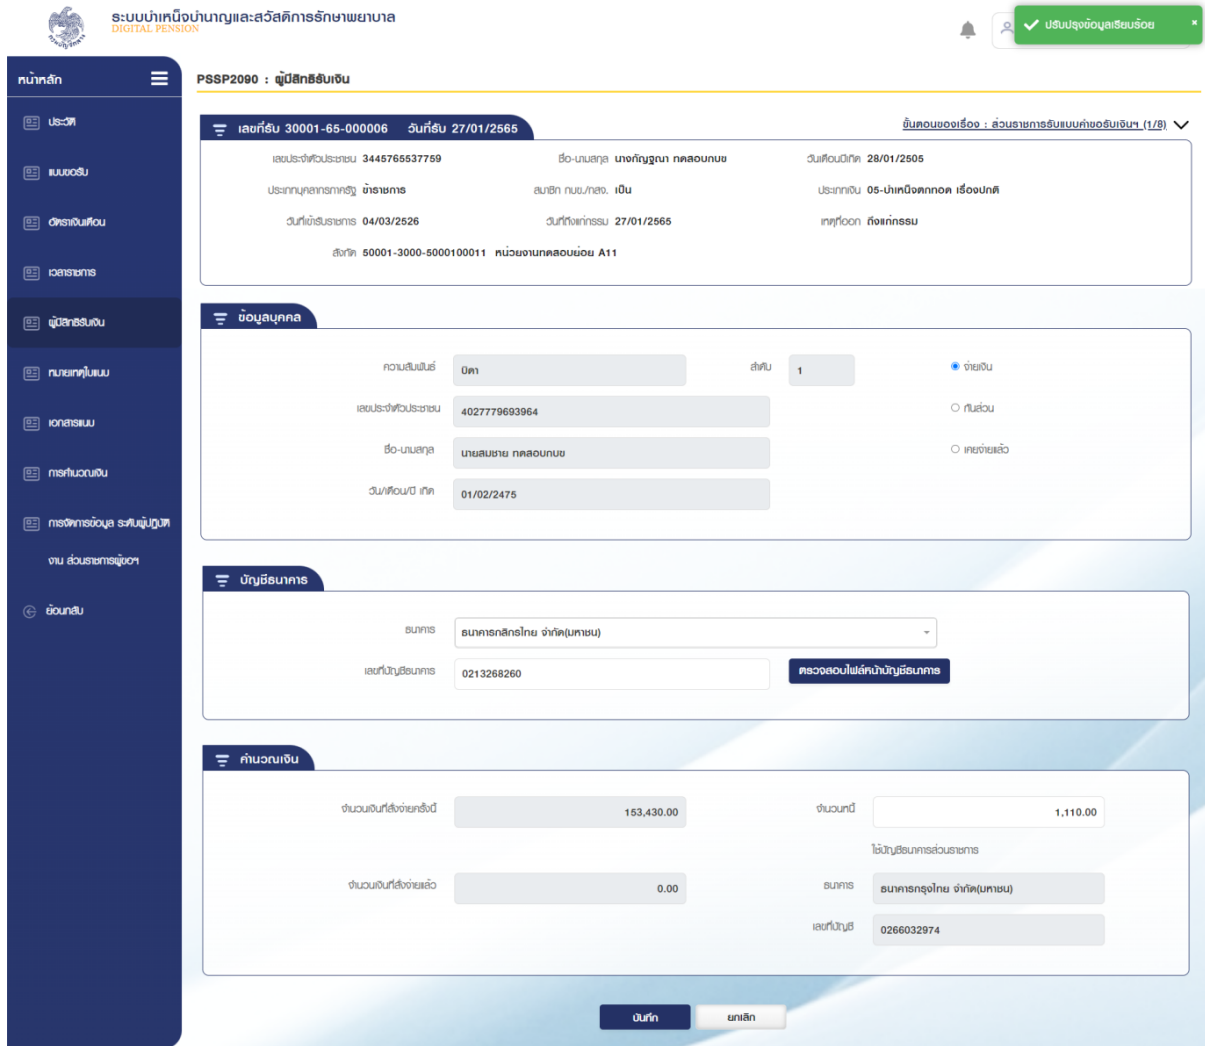 ระบบบำเหน็จบำนาญและสวัสดิการรักษาพยาบาล
DIGITAL PENSION
ปรับปรุงข้อมูลเรียบร้อย ×
กรมบัญชีกลาง
หน้าหลัก
ประวัติ
แบบขอรับ
อัตราเงินเดือน
เวลาราชการ
ผู้มีสิทธิรับเงิน
หมายเหตุใบแนบ
เอกสารแนบ
การคำนวณเงิน
การจัดการข้อมูล ระดับผู้ปฏิบัติ
งาน ส่วนราชการผู้ขอฯ
ย้อนกลับ
PSSP2090 : ผู้มีสิทธิรับเงิน
เลขที่รับ 30001-65-000006 วันที่รับ 27/01/2565
ขั้นตอนของเรื่อง : ส่วนราชการรับแบบคำขอรับเงินฯ (1/8)
เลขประจำตัวประชาชน 3445765537759 ชื่อ-นามสกุล นางกัญฐณา ทดสอบกบข วันเดือนปีเกิด 28/01/2505
ประเภทบุคลากรภาครัฐ ข้าราชการ สมาชิก กบข./กสจ. เป็น ประเภทเงิน 05-บำเหน็จตกทอด เรื่องปกติ
วันที่เข้ารับราชการ 04/03/2526 วันที่ถึงแก่กรรม 27/01/2565 เหตุที่ออก ถึงแก่กรรม
สังกัด 50001-3000-5000100011 หน่วยงานทดสอบย่อย A11
ข้อมูลบุคคล
ความสัมพันธ์ บิดา ลำดับ 1 จ่ายเงิน
เลขประจำตัวประชาชน 4027779693964 กันส่วน
ชื่อ-นามสกุล นายสมชาย ทดสอบกบข เคยจ่ายแล้ว
วัน/เดือน/ปี เกิด 01/02/2475
บัญชีธนาคาร
ธนาคาร ธนาคารกสิกรไทย จำกัด(มหาชน)
เลขที่บัญชีธนาคาร 0213268260 ตรวจสอบไฟล์หน้าบัญชีธนาคาร
คำนวณเงิน
จำนวนเงินที่สั่งจ่ายครั้งนี้ 153,430.00 จำนวนหนี้ 1,110.00
ใช้บัญชีธนาคารส่วนราชการ
จำนวนเงินที่สั่งจ่ายแล้ว 0.00 ธนาคาร ธนาคารกรุงไทย จำกัด(มหาชน)
เลขที่บัญชี 0266032974
บันทึก ยกเลิก